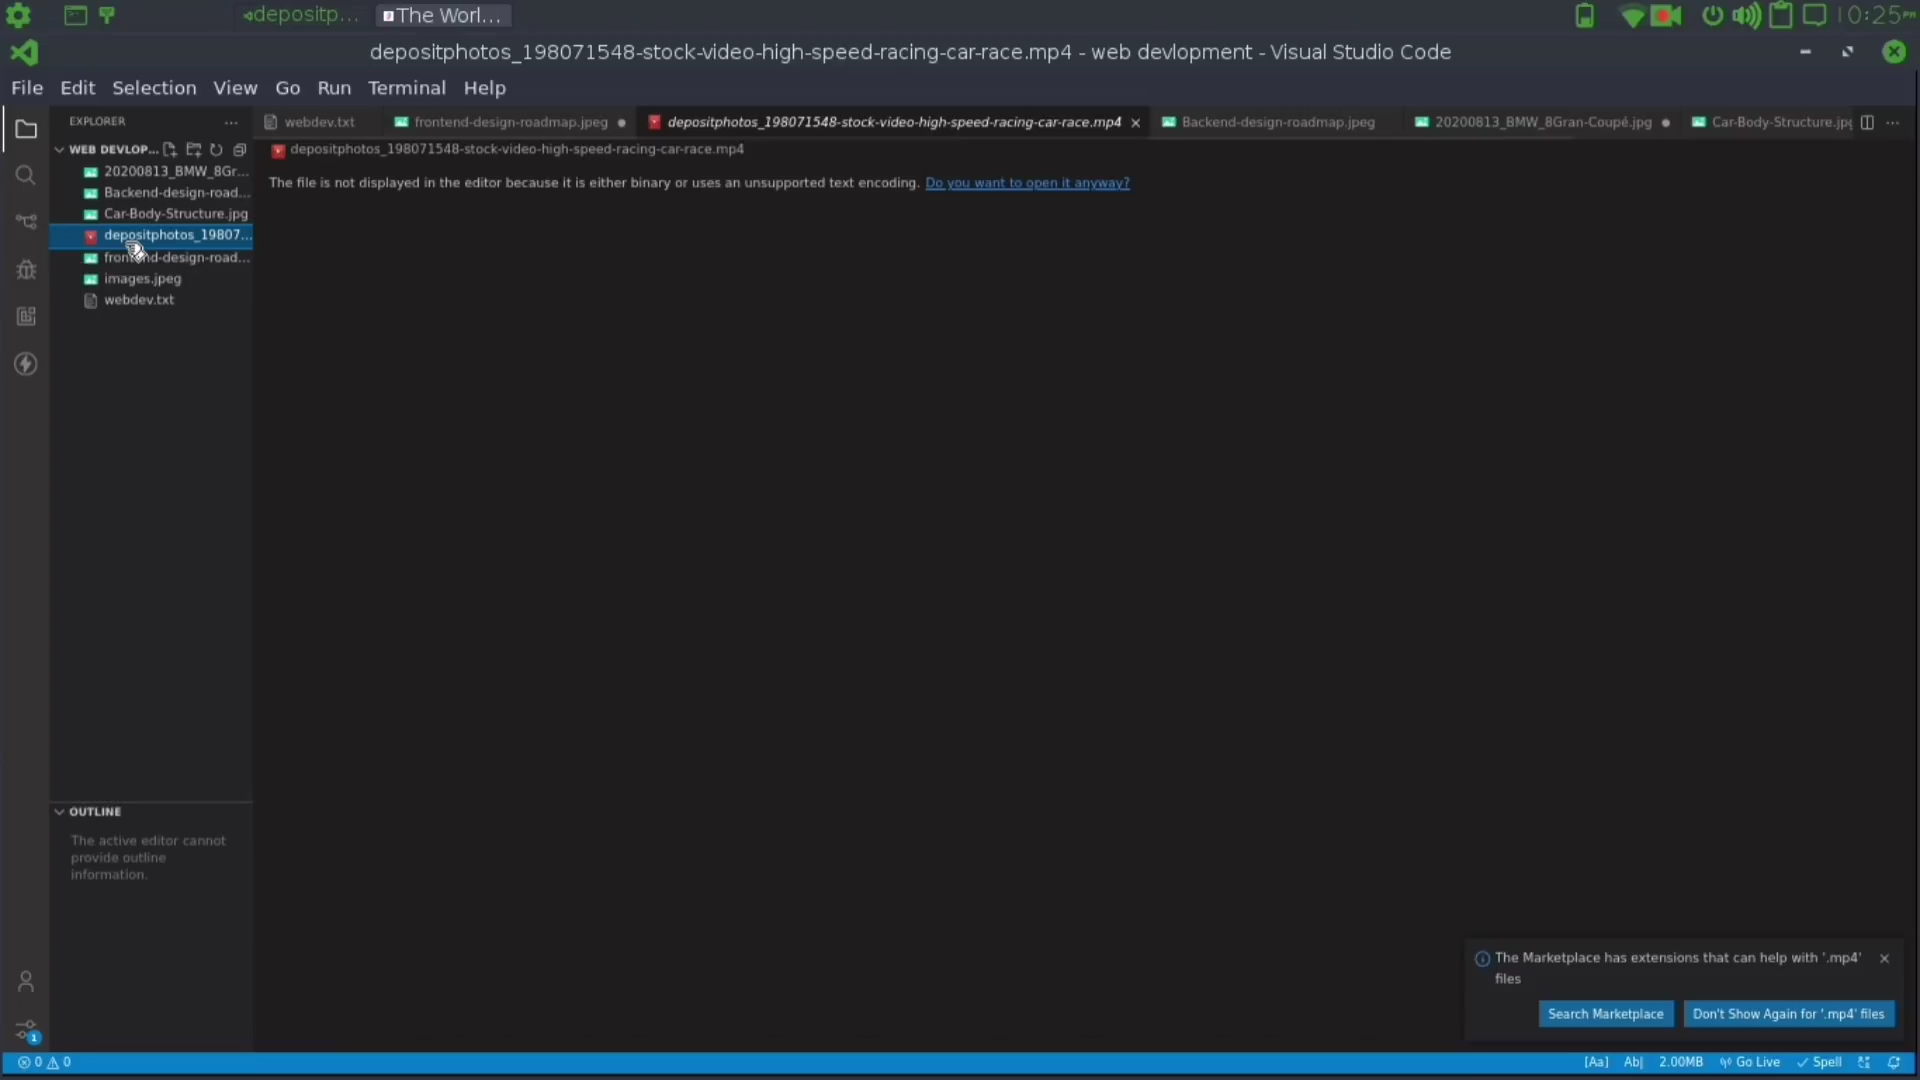 depositp...
The Worl...
10:25PM
depositphotos_198071548-stock-video-high-speed-racing-car-race.mp4 - web devlopment - Visual Studio Code
File Edit Selection View Go Run Terminal Help
EXPLORER
webdev.txt
frontend-design-roadmap.jpeg
depositphotos_198071548-stock-video-high-speed-racing-car-race.mp4
Backend-design-roadmap.jpeg
20200813_BMW_8Gran-Coupé.jpg
Car-Body-Structure.jpg
WEB DEVLOP...
20200813_BMW_8Gr...
Backend-design-road...
Car-Body-Structure.jpg
depositphotos_19807...
frontend-design-road...
images.jpeg
webdev.txt
depositphotos_198071548-stock-video-high-speed-racing-car-race.mp4
The file is not displayed in the editor because it is either binary or uses an unsupported text encoding. Do you want to open it anyway?
OUTLINE
The active editor cannot
provide outline
information.
The Marketplace has extensions that can help with '.mp4'
files
Search Marketplace
Don't Show Again for '.mp4' files
1
0 0
[Aa] Ab| 2.00MB Go Live Spell